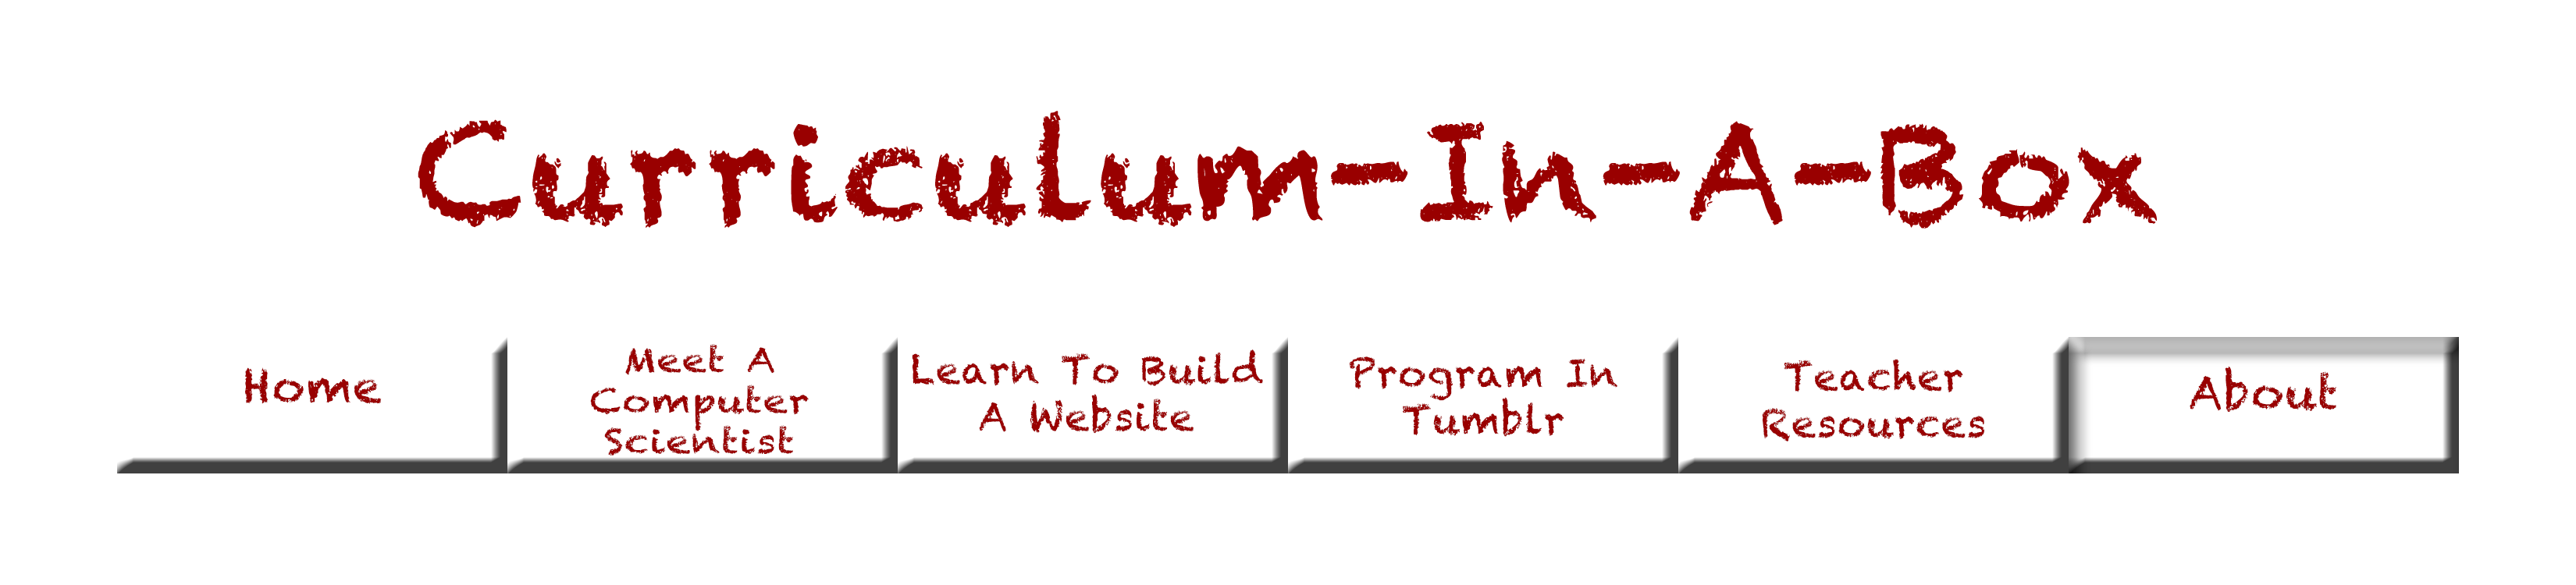 Curriculum-In-A-Box
Home
Meet A
Computer
Scientist
Learn To Build
A Website
Program In
Tumblr
Teacher
Resources
About